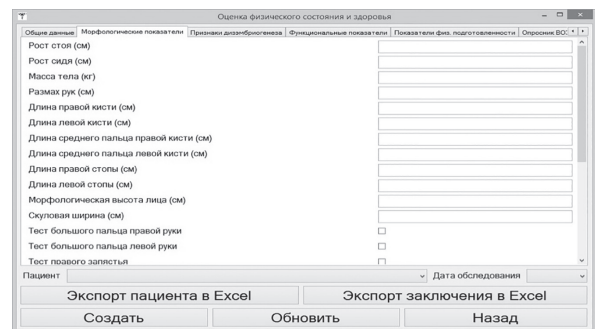 Оценка физического состояния и здоровья
Общие данные Морфологические показатели Признаки дизэмбриогенеза Функциональные показатели Показатели физ. подготовленности Опросник ВОЗ
Рост стоя (см)
Рост сидя (см)
Масса тела (кг)
Размах рук (см)
Длина правой кисти (см)
Длина левой кисти (см)
Длина среднего пальца правой кисти (см)
Длина среднего пальца левой кисти (см)
Длина правой стопы (см)
Длина левой стопы (см)
Морфологическая высота лица (см)
Скуловая ширина (см)
Тест большого пальца правой руки
Тест большого пальца левой руки
Тест правого запястья
Пациент Дата обследования
Экспорт пациента в Excel Экспорт заключения в Excel
Создать Обновить Назад